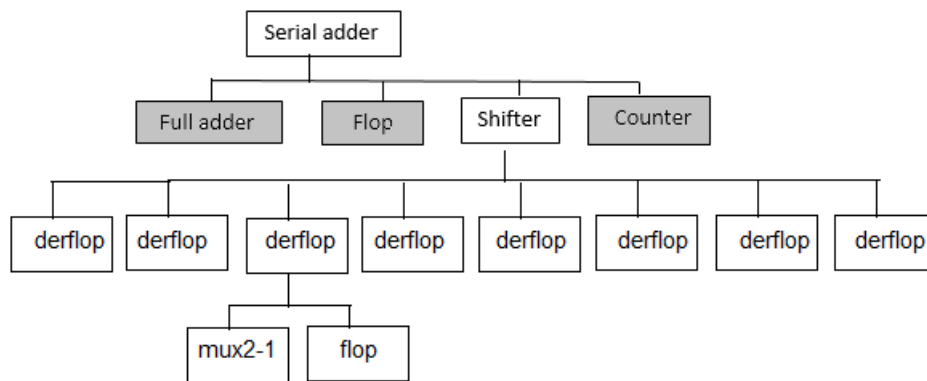 Serial adder
Full adder
Flop
Shifter
Counter
derflop
derflop
derflop
derflop
derflop
derflop
derflop
derflop
mux2-1
flop